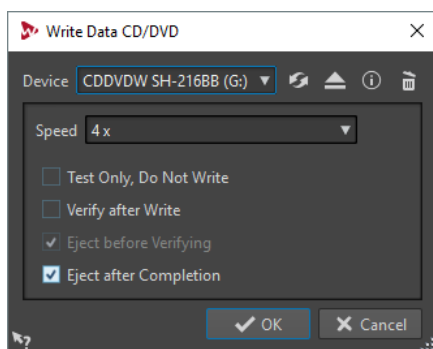 Write Data CD/DVD
Device CDDVDW SH-216BB (G:)
Speed 4 x
Test Only, Do Not Write
Verify after Write
Eject before Verifying
Eject after Completion
OK Cancel